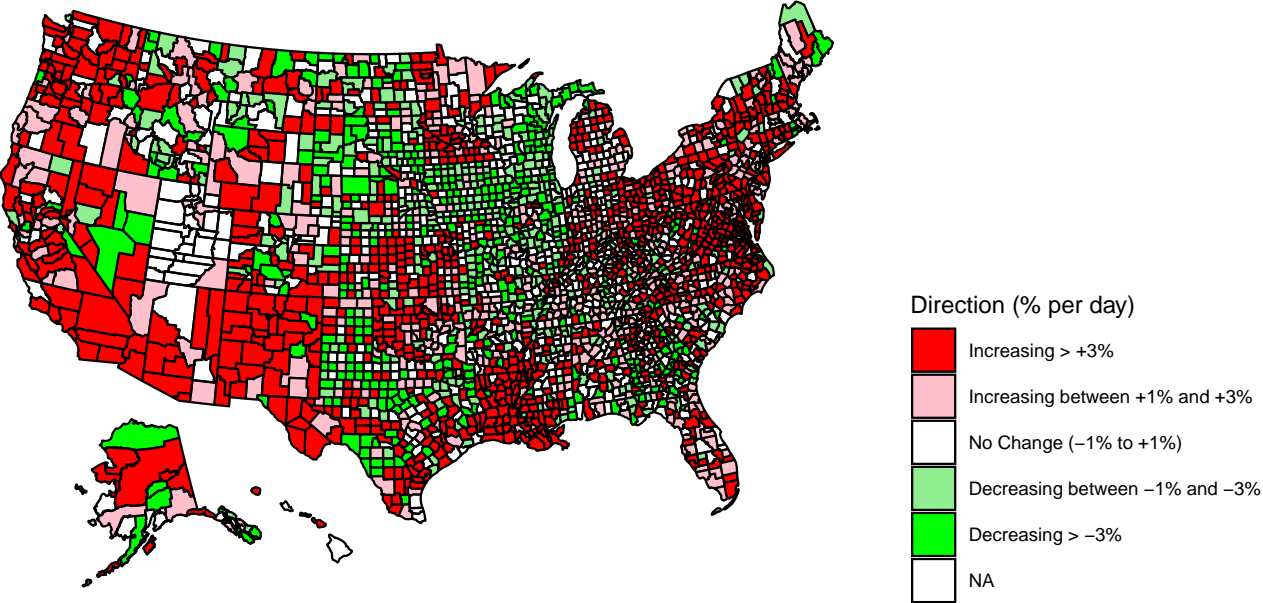 Direction (% per day)
Increasing > +3%
Increasing between +1% and +3%
No Change (−1% to +1%)
Decreasing between −1% and −3%
Decreasing > −3%
NA